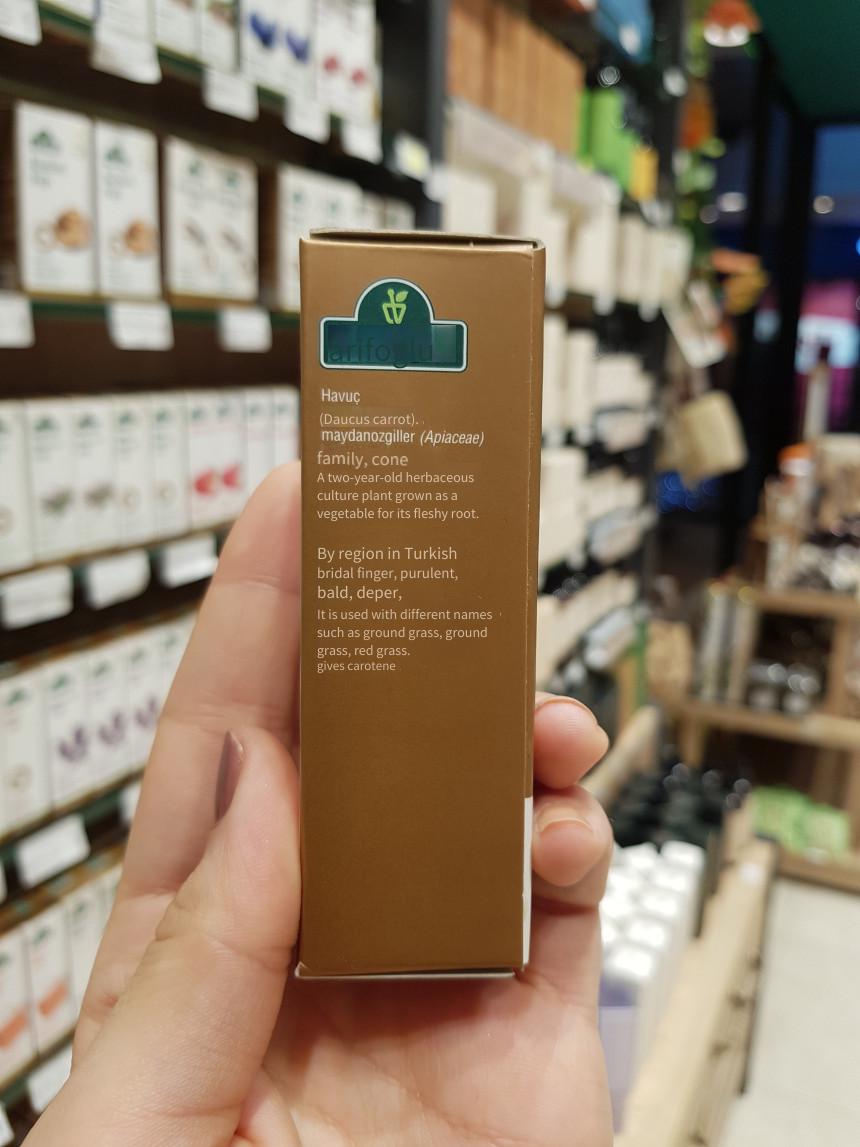 arifoğlu
Havuç
(Daucus carrot).
maydanozgiller (Apiaceae)
family, cone
A two-year-old herbaceous
culture plant grown as a
vegetable for its fleshy root.
By region in Turkish
bridal finger, purulent,
bald, deper,
It is used with different names
such as ground grass, ground
grass, red grass.
gives carotene